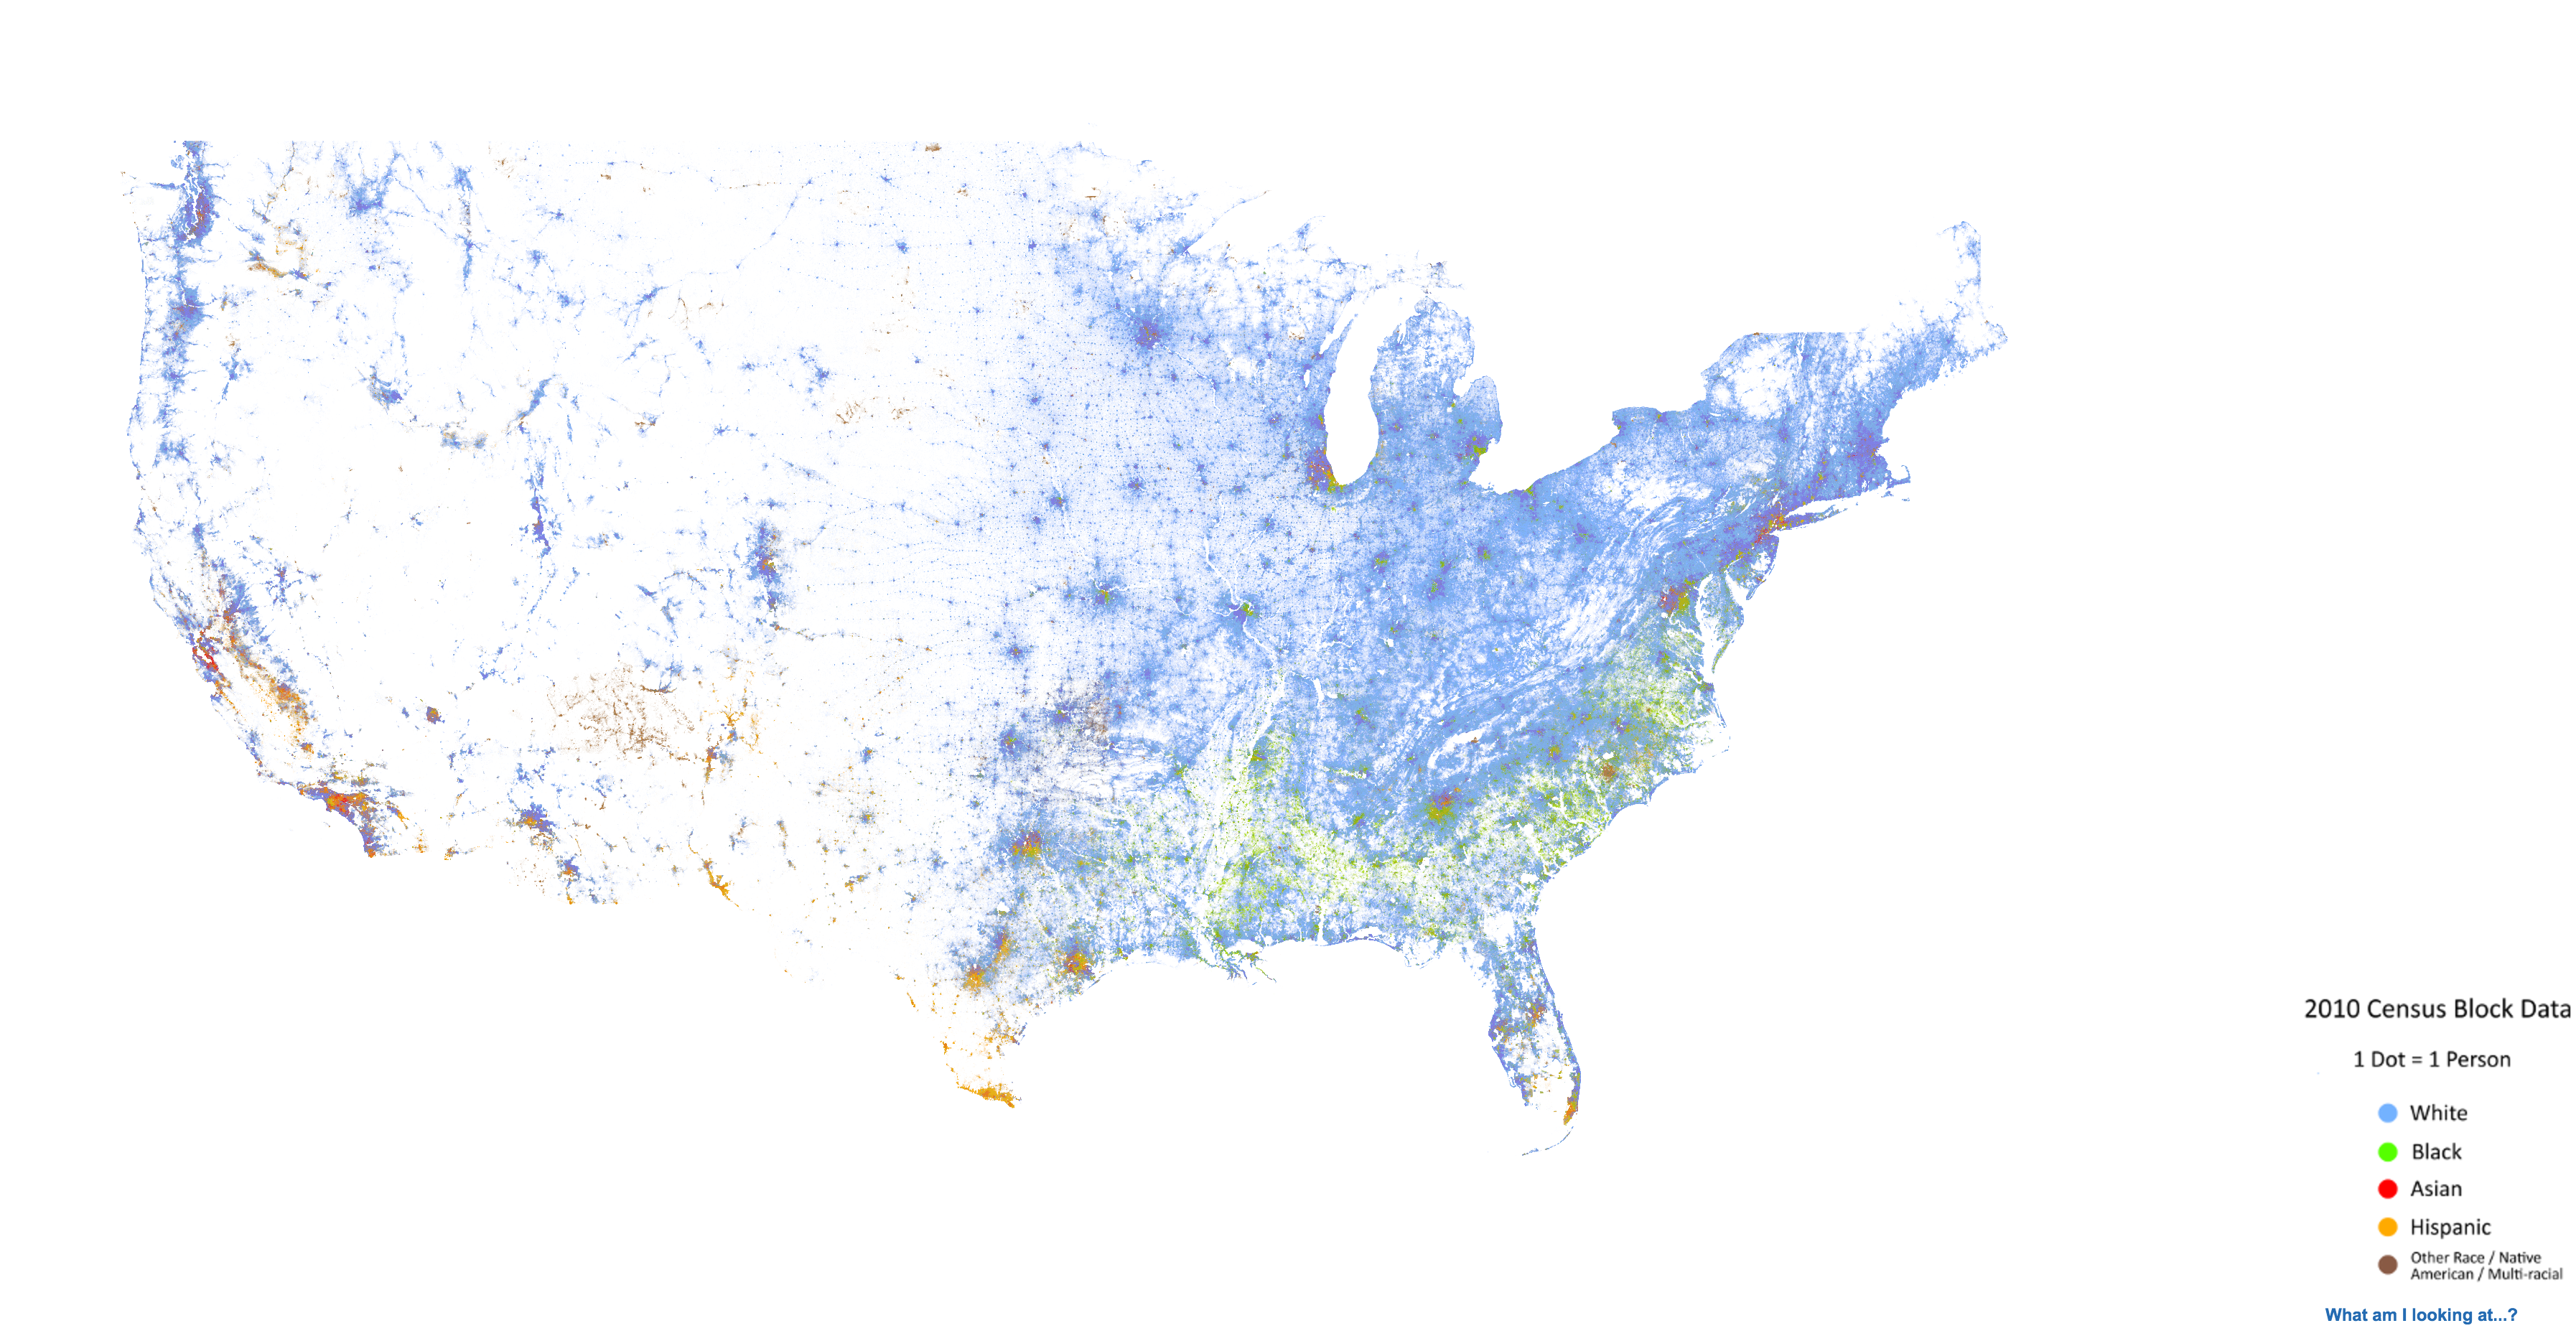 2010 Census Block Data
1 Dot = 1 Person
White
Black
Asian
Hispanic
Other Race / Native
American / Multi-racial
What am I looking at...?